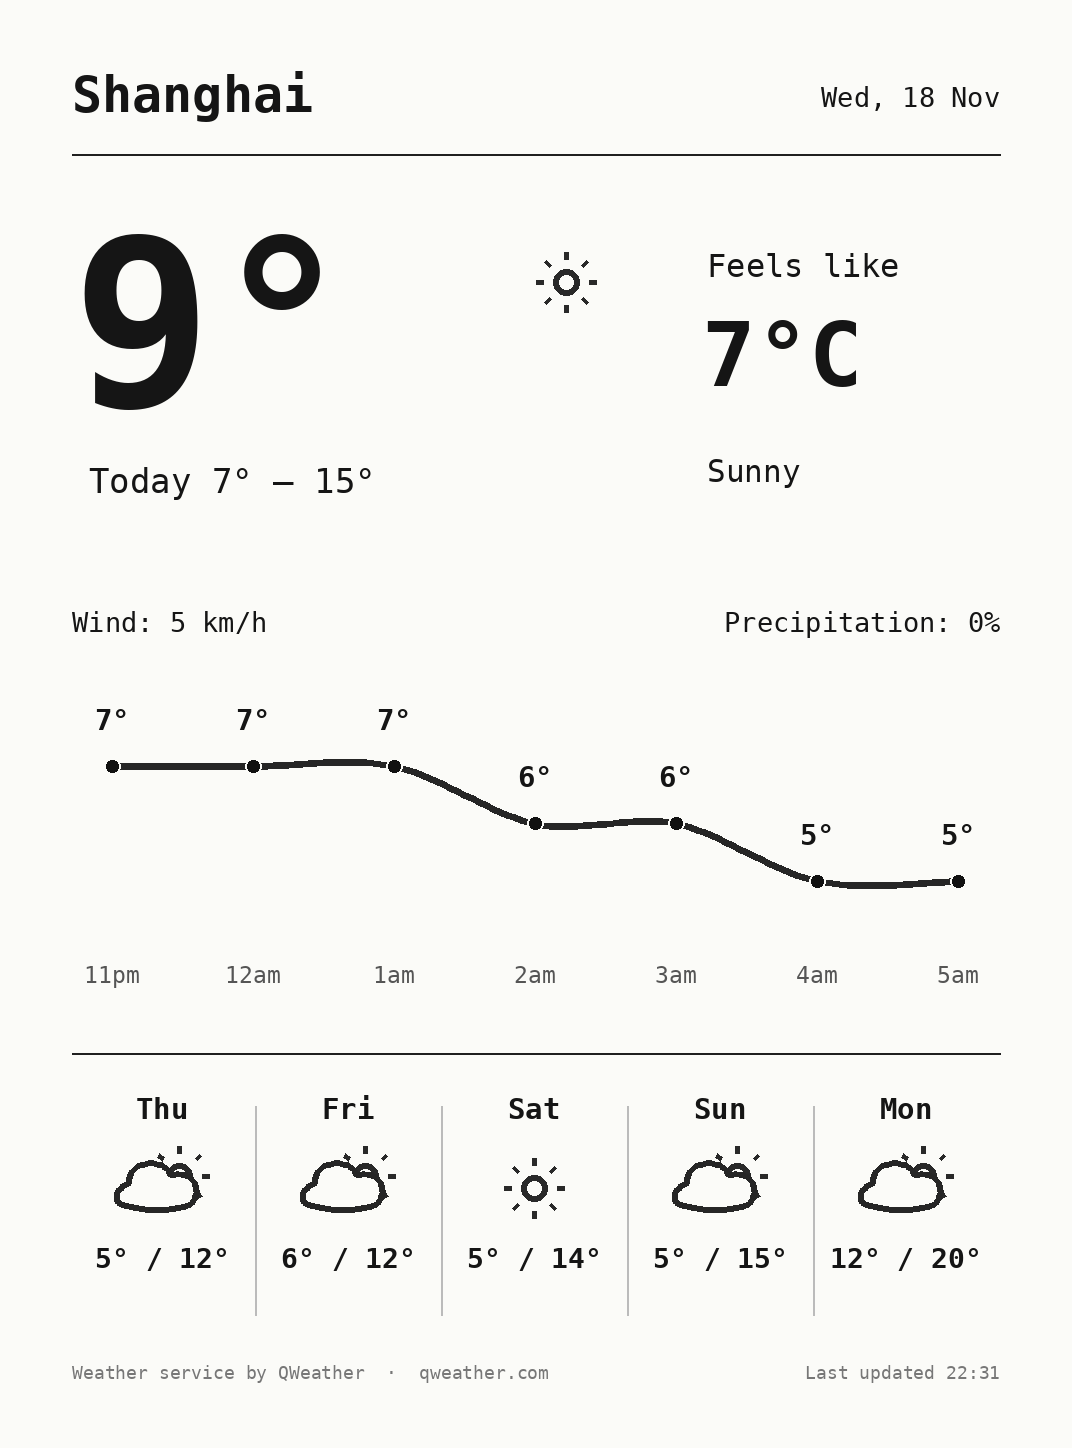 Shanghai
Wed, 18 Nov
9°
Feels like
7°C
Today 7° — 15°
Sunny
Wind: 5 km/h
Precipitation: 0%
7° 7° 7° 6° 6° 5° 5°
11pm 12am 1am 2am 3am 4am 5am
Thu Fri Sat Sun Mon
5° / 12° 6° / 12° 5° / 14° 5° / 15° 12° / 20°
Weather service by QWeather · qweather.com
Last updated 22:31